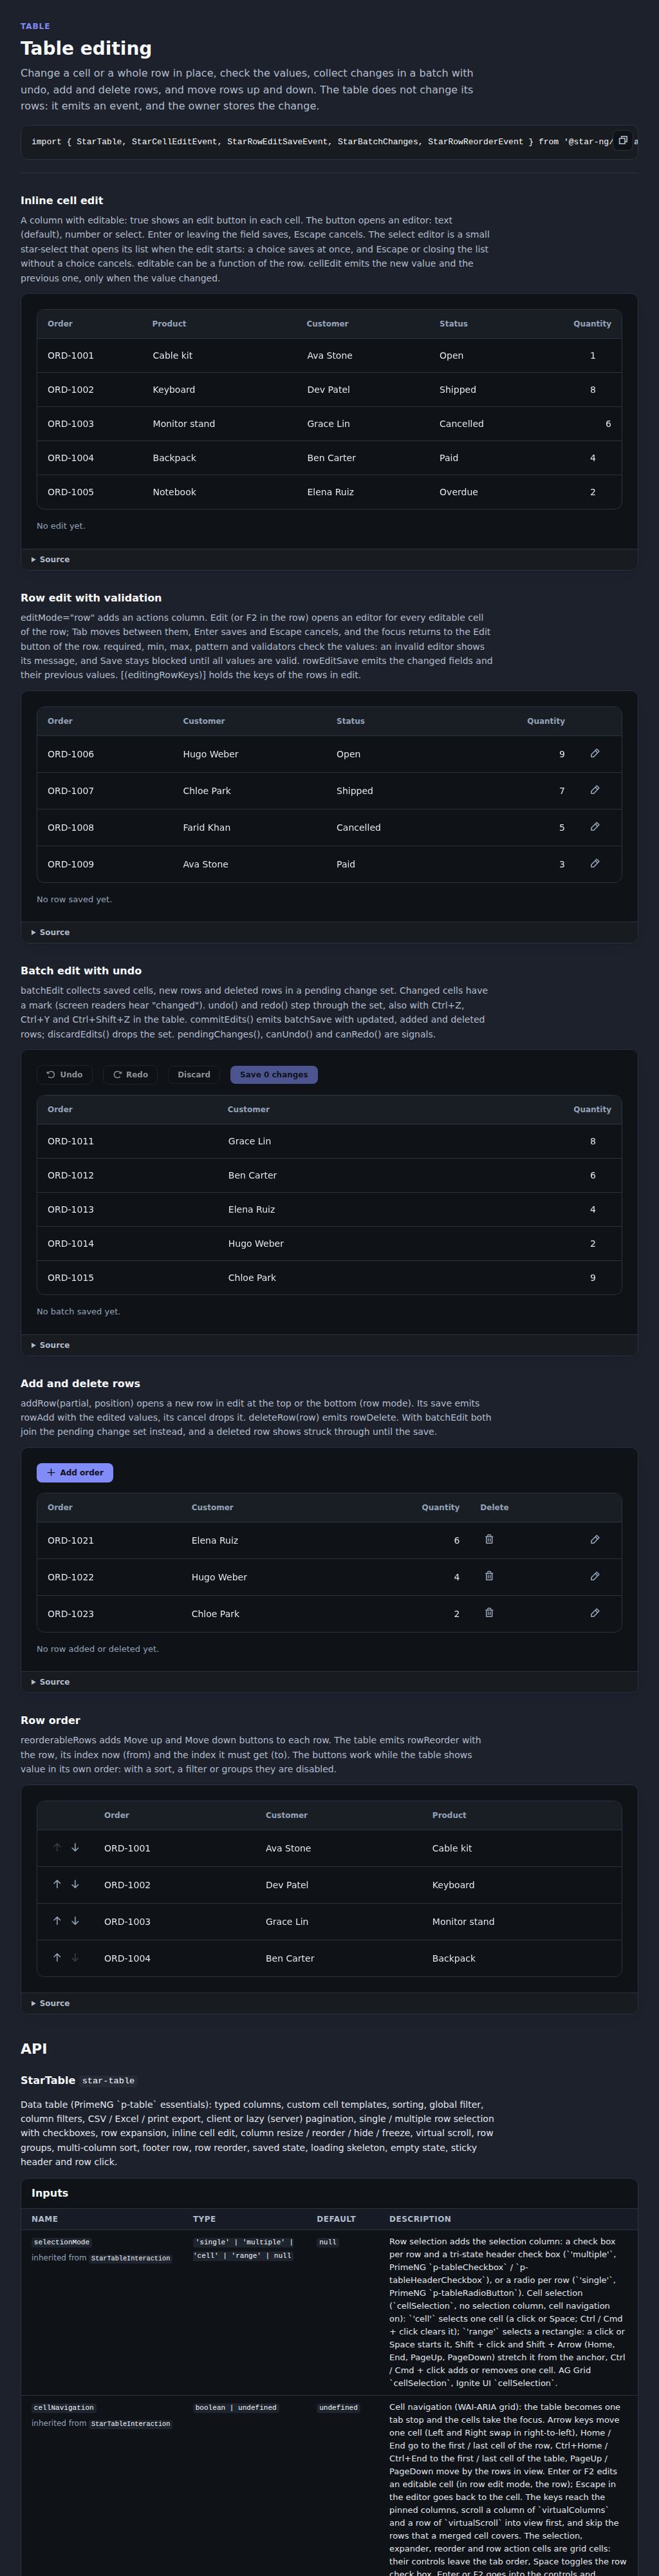 TABLE
Table editing
Change a cell or a whole row in place, check the values, collect changes in a batch with
undo, add and delete rows, and move rows up and down. The table does not change its
rows: it emits an event, and the owner stores the change.
import { StarTable, StarCellEditEvent, StarRowEditSaveEvent, StarBatchChanges, StarRowReorderEvent } from '@star-ng/
Inline cell edit
A column with editable: true shows an edit button in each cell. The button opens an editor: text
(default), number or select. Enter or leaving the field saves, Escape cancels. The select editor is a small
star-select that opens its list when the edit starts: a choice saves at once, and Escape or closing the list
without a choice cancels. editable can be a function of the row. cellEdit emits the new value and the
previous one, only when the value changed.
Order Product Customer Status Quantity
ORD-1001 Cable kit Ava Stone Open 1
ORD-1002 Keyboard Dev Patel Shipped 8
ORD-1003 Monitor stand Grace Lin Cancelled 6
ORD-1004 Backpack Ben Carter Paid 4
ORD-1005 Notebook Elena Ruiz Overdue 2
No edit yet.
Source
Row edit with validation
editMode="row" adds an actions column. Edit (or F2 in the row) opens an editor for every editable cell
of the row; Tab moves between them, Enter saves and Escape cancels, and the focus returns to the Edit
button of the row. required, min, max, pattern and validators check the values: an invalid editor shows
its message, and Save stays blocked until all values are valid. rowEditSave emits the changed fields and
their previous values. [(editingRowKeys)] holds the keys of the rows in edit.
Order Customer Status Quantity
ORD-1006 Hugo Weber Open 9
ORD-1007 Chloe Park Shipped 7
ORD-1008 Farid Khan Cancelled 5
ORD-1009 Ava Stone Paid 3
No row saved yet.
Source
Batch edit with undo
batchEdit collects saved cells, new rows and deleted rows in a pending change set. Changed cells have
a mark (screen readers hear "changed"). undo() and redo() step through the set, also with Ctrl+Z,
Ctrl+Y and Ctrl+Shift+Z in the table. commitEdits() emits batchSave with updated, added and deleted
rows; discardEdits() drops the set. pendingChanges(), canUndo() and canRedo() are signals.
Undo Redo Discard Save 0 changes
Order Customer Quantity
ORD-1011 Grace Lin 8
ORD-1012 Ben Carter 6
ORD-1013 Elena Ruiz 4
ORD-1014 Hugo Weber 2
ORD-1015 Chloe Park 9
No batch saved yet.
Source
Add and delete rows
addRow(partial, position) opens a new row in edit at the top or the bottom (row mode). Its save emits
rowAdd with the edited values, its cancel drops it. deleteRow(row) emits rowDelete. With batchEdit both
join the pending change set instead, and a deleted row shows struck through until the save.
Add order
Order Customer Quantity Delete
ORD-1021 Elena Ruiz 6
ORD-1022 Hugo Weber 4
ORD-1023 Chloe Park 2
No row added or deleted yet.
Source
Row order
reorderableRows adds Move up and Move down buttons to each row. The table emits rowReorder with
the row, its index now (from) and the index it must get (to). The buttons work while the table shows
value in its own order: with a sort, a filter or groups they are disabled.
Order Customer Product
ORD-1001 Ava Stone Cable kit
ORD-1002 Dev Patel Keyboard
ORD-1003 Grace Lin Monitor stand
ORD-1004 Ben Carter Backpack
Source
API
StarTable star-table
Data table (PrimeNG `p-table` essentials): typed columns, custom cell templates, sorting, global filter,
column filters, CSV / Excel / print export, client or lazy (server) pagination, single / multiple row selection
with checkboxes, row expansion, inline cell edit, column resize / reorder / hide / freeze, virtual scroll, row
groups, multi-column sort, footer row, row reorder, saved state, loading skeleton, empty state, sticky
header and row click.
Inputs
NAME TYPE DEFAULT DESCRIPTION
selectionMode 'single' | 'multiple' | null Row selection adds the selection column: a check box
inherited from StarTableInteraction 'cell' | 'range' | null per row and a tri-state header check box (`'multiple'`,
PrimeNG `p-tableCheckbox` / `p-
tableHeaderCheckbox`), or a radio per row (`'single'`,
PrimeNG `p-tableRadioButton`). Cell selection
(`cellSelection`, no selection column, cell navigation
on): `'cell'` selects one cell (a click or Space; Ctrl / Cmd
+ click clears it); `'range'` selects a rectangle: a click or
Space starts it, Shift + click and Shift + Arrow (Home,
End, PageUp, PageDown) stretch it from the anchor, Ctrl
/ Cmd + click adds or removes one cell. AG Grid
`cellSelection`, Ignite UI `cellSelection`.
cellNavigation boolean | undefined undefined Cell navigation (WAI-ARIA grid): the table becomes one
inherited from StarTableInteraction tab stop and the cells take the focus. Arrow keys move
one cell (Left and Right swap in right-to-left), Home /
End go to the first / last cell of the row, Ctrl+Home /
Ctrl+End to the first / last cell of the table, PageUp /
PageDown move by the rows in view. Enter or F2 edits
an editable cell (in row edit mode, the row); Escape in
the editor goes back to the cell. The keys reach the
pinned columns, scroll a column of `virtualColumns`
and a row of `virtualScroll` into view first, and skip the
rows that a merged cell covers. The selection,
expander, reorder and row action cells are grid cells:
their controls leave the tab order, Space toggles the row
check box, Enter or F2 goes into the controls and